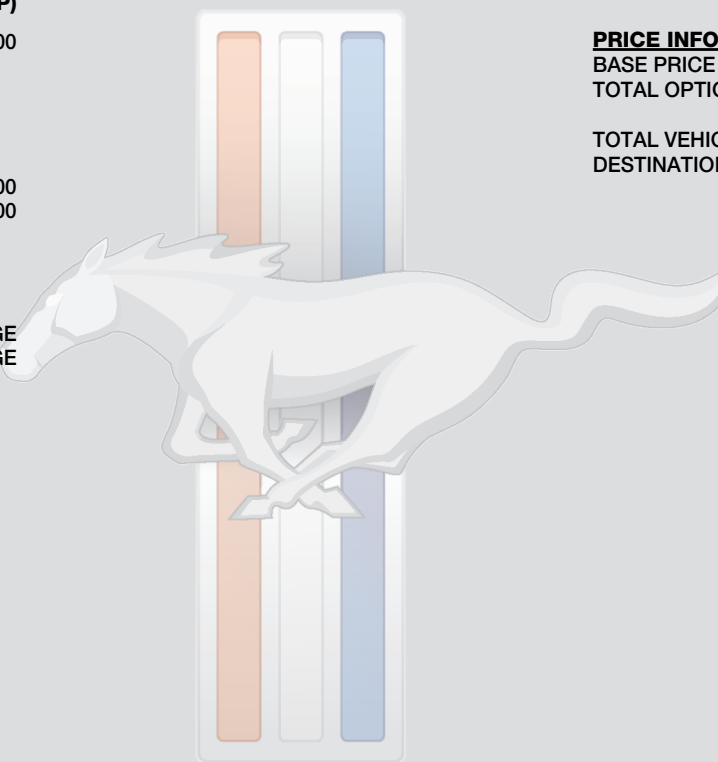 P)
00
00
00
GE
GE
PRICE INFO
BASE PRICE
TOTAL OPTIO
TOTAL VEHIC
DESTINATION